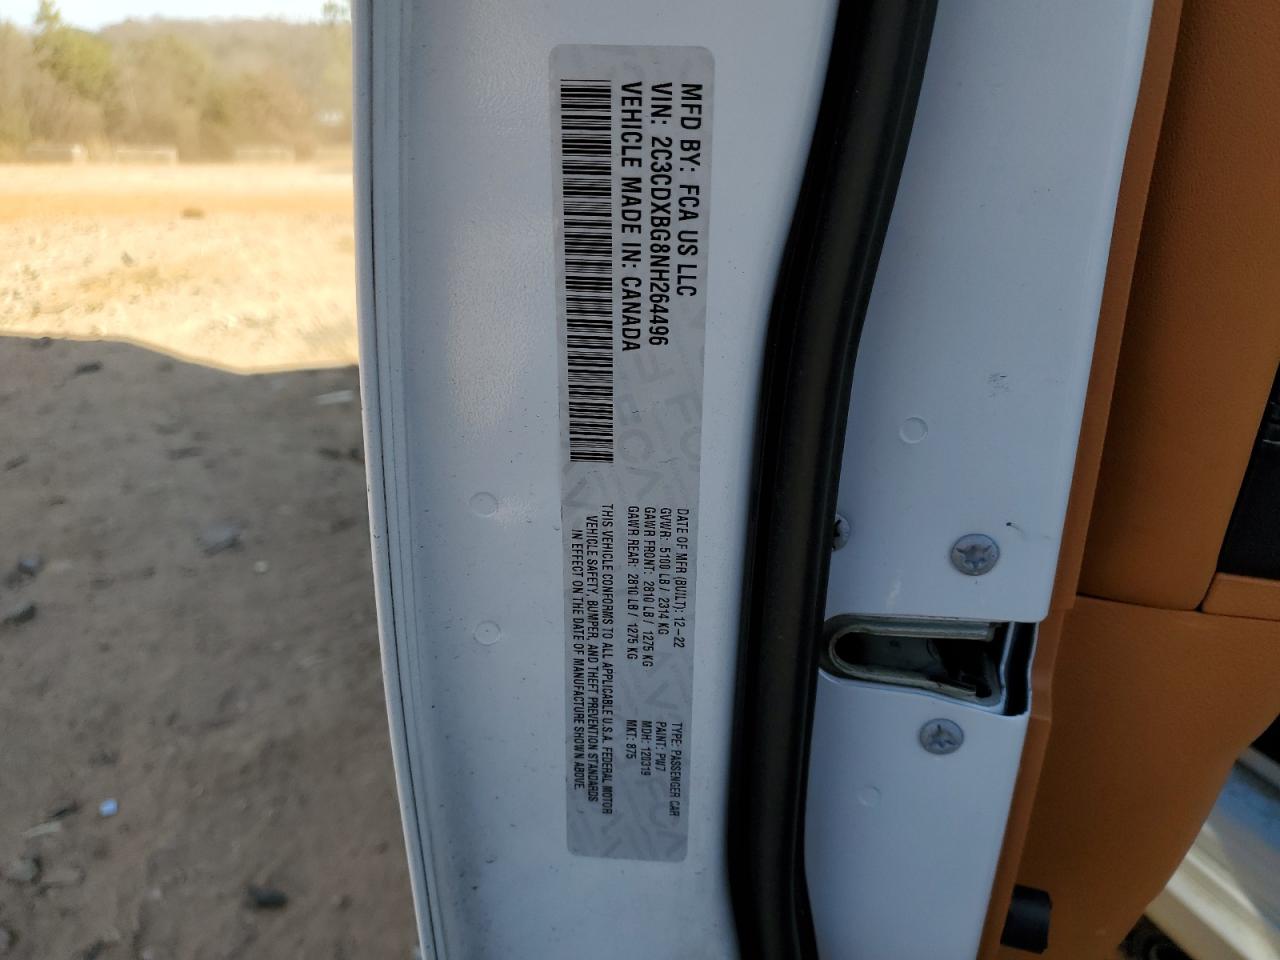 MFD BY: FCA US LLC
VIN: 2C3CDXBG8NH264496
VEHICLE MADE IN: CANADA
DATE OF MFR (BUILT): 12-22
GVWR: 5100 LB / 2314 KG
GAWR FRONT: 2810 LB / 1275 KG
GAWR REAR: 2810 LB / 1275 KG
TYPE: PASSENGER CAR
PAINT: PW7
MDH: 120319
MKT: 875
THIS VEHICLE CONFORMS TO ALL APPLICABLE U.S.A. FEDERAL MOTOR
VEHICLE SAFETY, BUMPER, AND THEFT PREVENTION STANDARDS
IN EFFECT ON THE DATE OF MANUFACTURE SHOWN ABOVE.